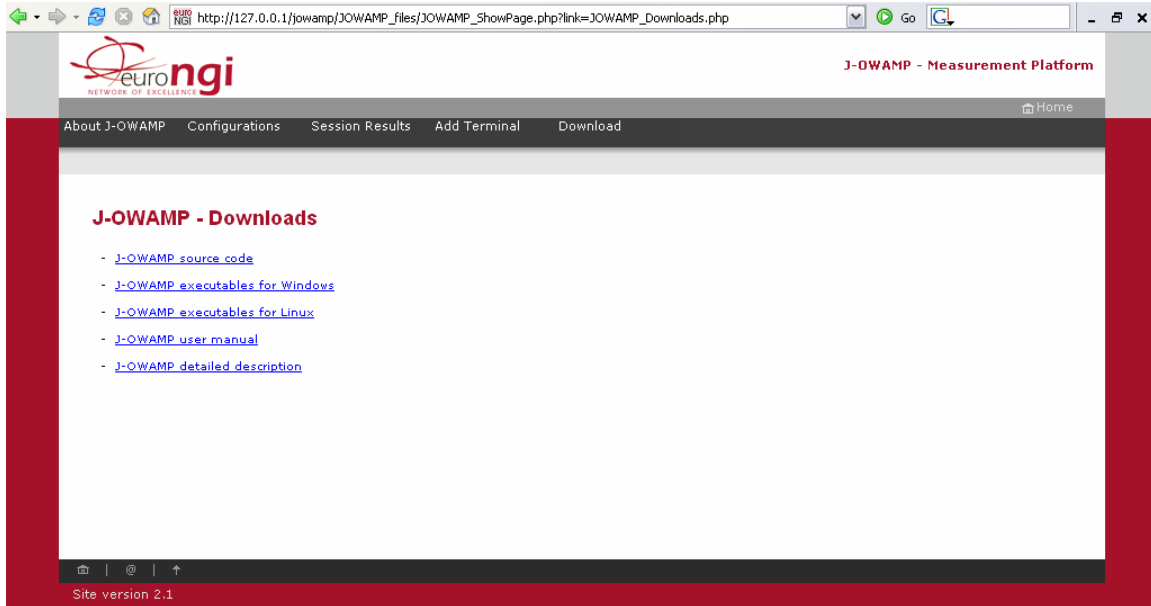 euro NGI http://127.0.0.1/jowamp/JOWAMP_files/JOWAMP_ShowPage.php?link=JOWAMP_Downloads.php Go G
eurongi
NETWORK OF EXCELLENCE
J-OWAMP - Measurement Platform
Home
About J-OWAMP Configurations Session Results Add Terminal Download
J-OWAMP - Downloads
- J-OWAMP source code
- J-OWAMP executables for Windows
- J-OWAMP executables for Linux
- J-OWAMP user manual
- J-OWAMP detailed description
| @ |
Site version 2.1